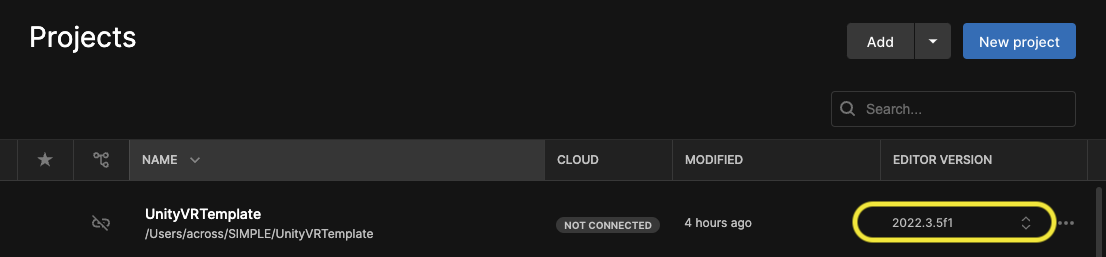 Projects
Add
New project
Search...
NAME
CLOUD
MODIFIED
EDITOR VERSION
UnityVRTemplate
/Users/across/SIMPLE/UnityVRTemplate
NOT CONNECTED
4 hours ago
2022.3.5f1